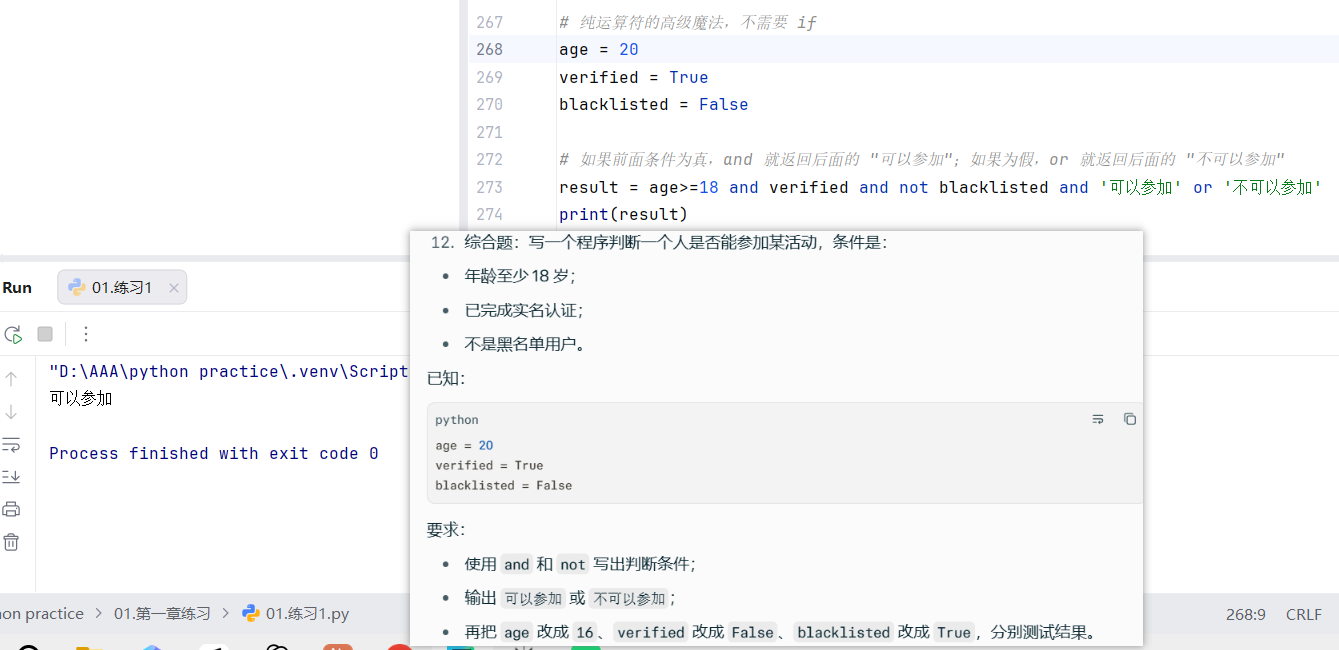 267 # 纯运算符的高级魔法，不需要 if
268 age = 20
269 verified = True
270 blacklisted = False
271
272 # 如果前面条件为真，and 就返回后面的 "可以参加"；如果为假，or 就返回后面的 "不可以参加"
273 result = age>=18 and verified and not blacklisted and '可以参加' or '不可以参加'
274 print(result)
12. 综合题：写一个程序判断一个人是否能参加某活动，条件是：
• 年龄至少 18 岁；
• 已完成实名认证；
• 不是黑名单用户。
已知：
python
age = 20
verified = True
blacklisted = False
要求：
• 使用 and 和 not 写出判断条件；
• 输出 可以参加 或 不可以参加；
• 再把 age 改成 16、verified 改成 False、blacklisted 改成 True，分别测试结果。
Run 01.练习1
"D:\AAA\python practice\.venv\Script
可以参加
Process finished with exit code 0
on practice > 01.第一章练习 > 01.练习1.py
268:9 CRLF